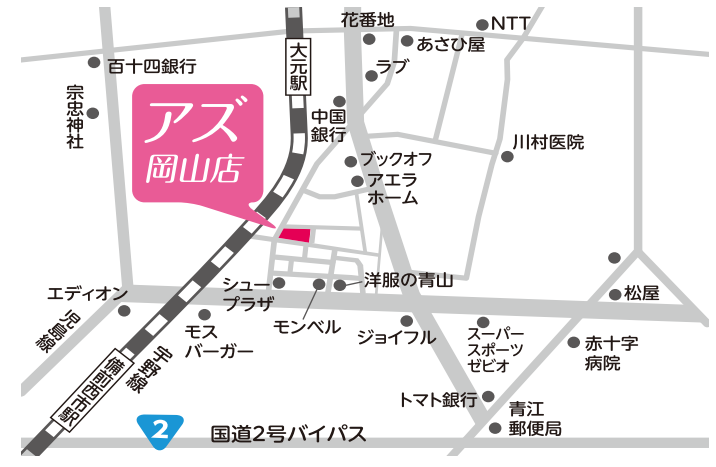 花番地
NTT
あさひ屋
大元駅
百十四銀行
ラブ
宗忠神社
アズ
岡山店
中国
銀行
川村医院
ブックオフ
アエラ
ホーム
シュー
プラザ
洋服の青山
エディオン
松屋
児島線
モス
バーガー
モンベル
ジョイフル
スーパー
スポーツ
ゼビオ
赤十字
病院
宇野線
備前西市駅
トマト銀行
青江
郵便局
2
国道2号バイパス